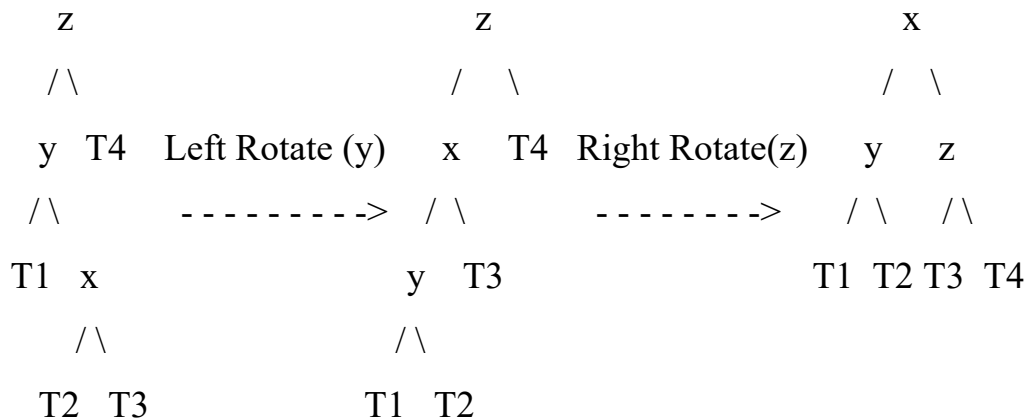 z z x
/ \ / \ / \
y T4 Left Rotate (y) x T4 Right Rotate(z) y z
/ \ - - - - - - - - -> / \ - - - - - - - -> / \ / \
T1 x y T3 T1 T2 T3 T4
/ \ / \
T2 T3 T1 T2